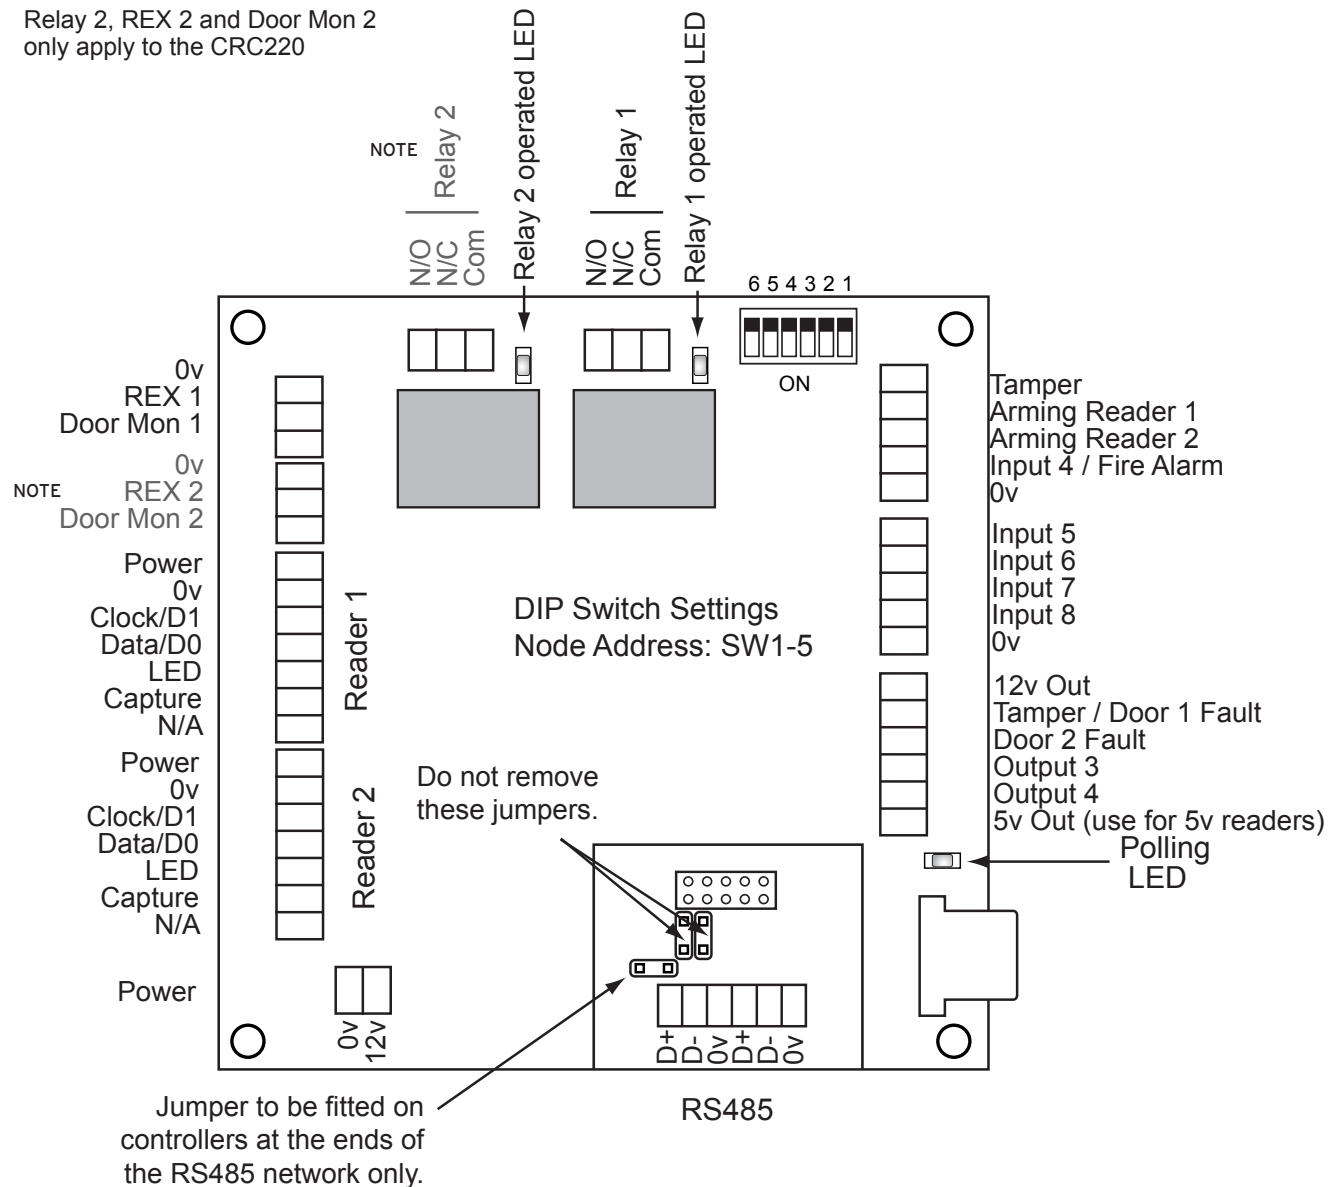 Relay 2, REX 2 and Door Mon 2
only apply to the CRC220
NOTE
Relay 2
N/O
N/C
Com
Relay 2 operated LED
Relay 1
N/O
N/C
Com
Relay 1 operated LED
6 5 4 3 2 1
ON
0v
REX 1
Door Mon 1
0v
NOTE REX 2
Door Mon 2
Power
0v
Clock/D1
Data/D0
LED
Capture
N/A
Reader 1
Power
0v
Clock/D1
Data/D0
LED
Capture
N/A
Reader 2
Power
0v
12v
DIP Switch Settings
Node Address: SW1-5
Do not remove
these jumpers.
Tamper
Arming Reader 1
Arming Reader 2
Input 4 / Fire Alarm
0v
Input 5
Input 6
Input 7
Input 8
0v
12v Out
Tamper / Door 1 Fault
Door 2 Fault
Output 3
Output 4
5v Out (use for 5v readers)
Polling
LED
D+
D-
0v
D+
D-
0v
RS485
Jumper to be fitted on
controllers at the ends of
the RS485 network only.